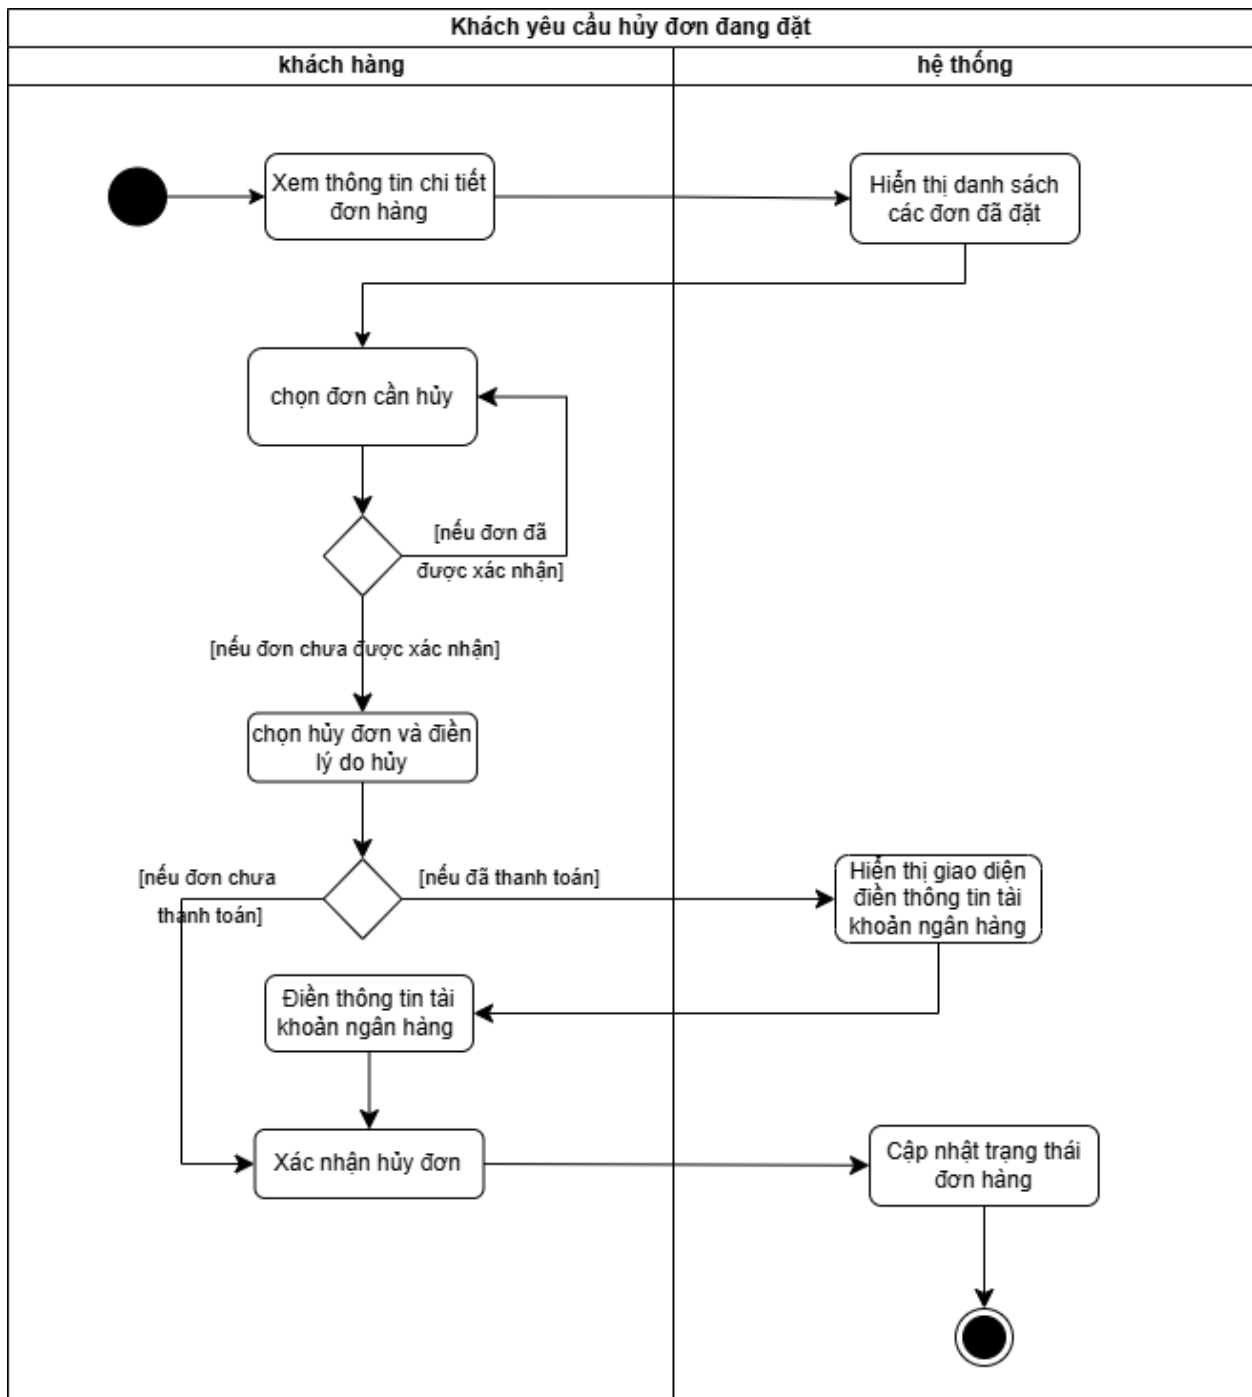 Khách yêu cầu hủy đơn đang đặt
khách hàng
hệ thống
Xem thông tin chi tiết
đơn hàng
Hiển thị danh sách
các đơn đã đặt
chọn đơn cần hủy
[nếu đơn đã
được xác nhận]
[nếu đơn chưa được xác nhận]
chọn hủy đơn và điền
lý do hủy
[nếu đơn chưa
thanh toán]
[nếu đã thanh toán]
Hiển thị giao diện
điền thông tin tài
khoản ngân hàng
Điền thông tin tài
khoản ngân hàng
Xác nhận hủy đơn
Cập nhật trạng thái
đơn hàng